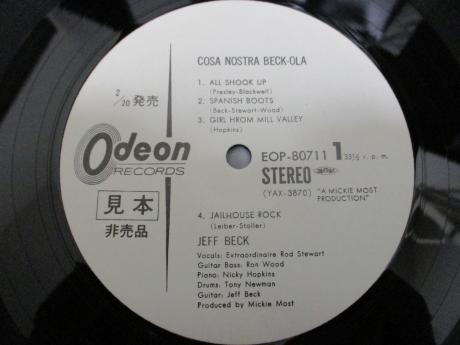 COSA NOSTRA BECK-OLA
1. ALL SHOOK UP
(Presley-Blackwell)
2. SPANISH BOOTS
(Beck-Stewart-Wood)
3. GIRL HROM MILL VALLEY
(Hopkins)
2/20 発売
Odeon
RECORDS
EOP-80711 1 33⅓ r. p. m.
STEREO
(YAX-3870) "A MICKIE MOST
PRODUCTION"
見本
非売品
4. JAILHOUSE ROCK
(Leiber-Stoller)
JEFF BECK
Vocals: Extraordinaire Rod Stewart
Guitar Bass: Ron Wood
Piano: Nicky Hopkins
Drums: Tony Newman
Guitar: Jeff Beck
Produced by Mickie Most